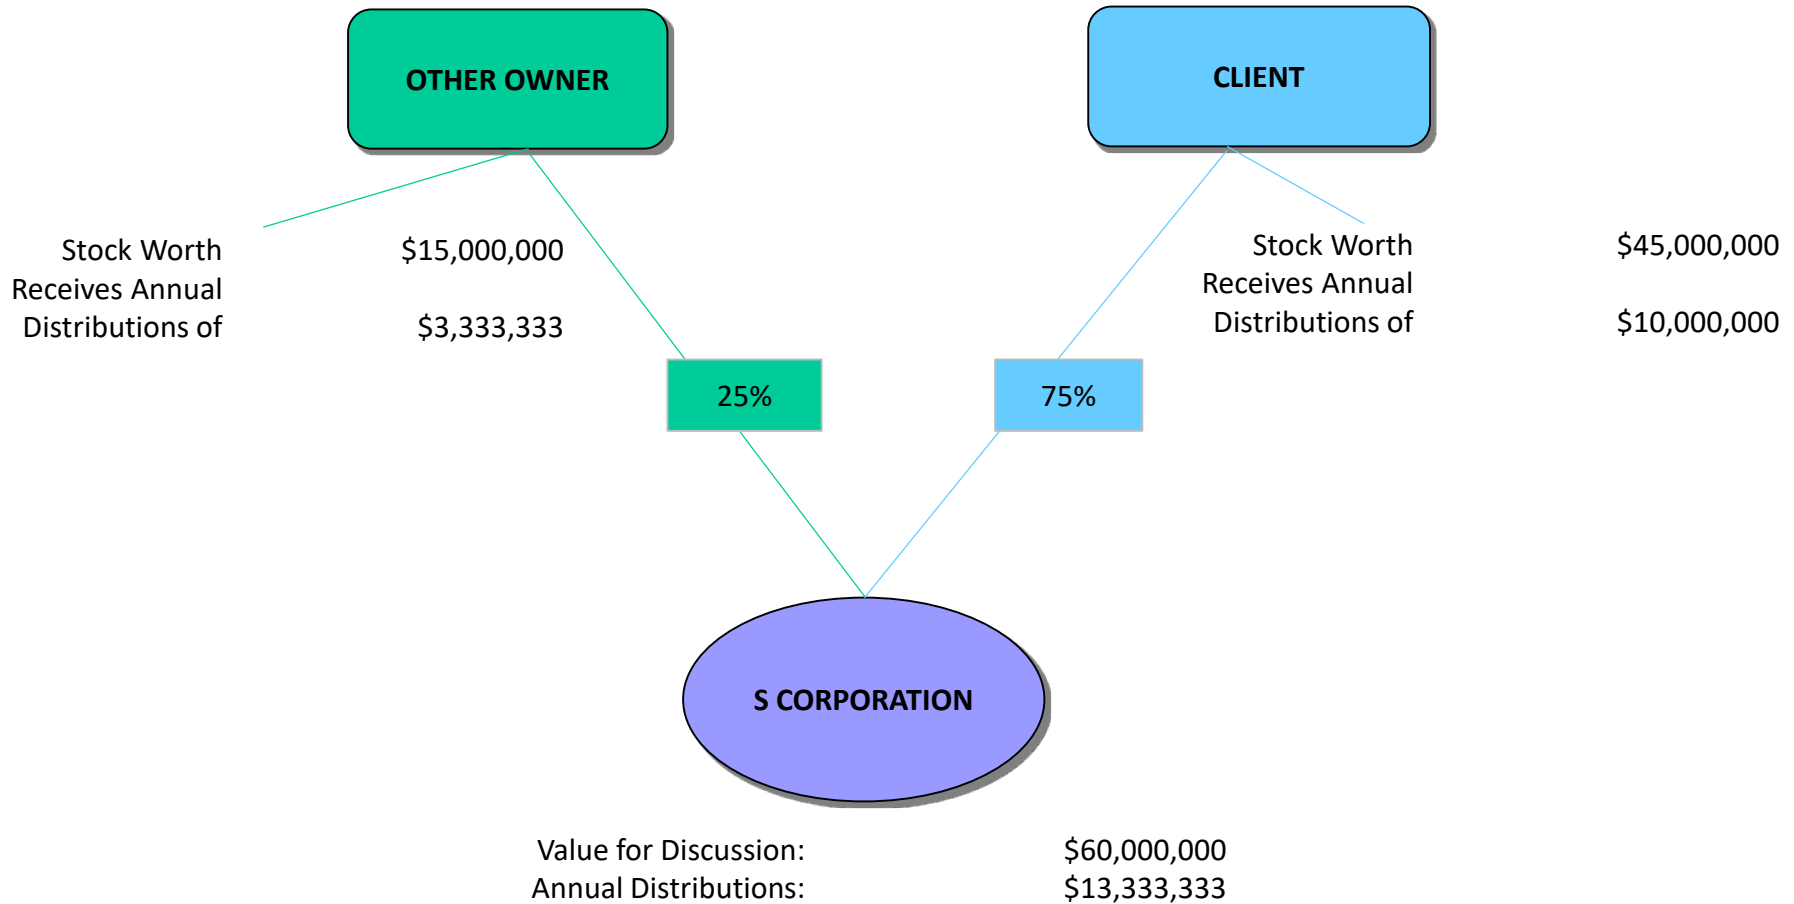 OTHER OWNER
CLIENT
Stock Worth $15,000,000
Receives Annual
Distributions of $3,333,333
Stock Worth $45,000,000
Receives Annual
Distributions of $10,000,000
25%
75%
S CORPORATION
Value for Discussion: $60,000,000
Annual Distributions: $13,333,333